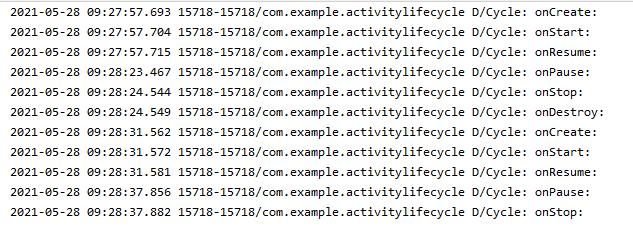 2021-05-28 09:27:57.693 15718-15718/com.example.activitylifecycle D/Cycle: onCreate:
2021-05-28 09:27:57.704 15718-15718/com.example.activitylifecycle D/Cycle: onStart:
2021-05-28 09:27:57.715 15718-15718/com.example.activitylifecycle D/Cycle: onResume:
2021-05-28 09:28:23.467 15718-15718/com.example.activitylifecycle D/Cycle: onPause:
2021-05-28 09:28:24.544 15718-15718/com.example.activitylifecycle D/Cycle: onStop:
2021-05-28 09:28:24.549 15718-15718/com.example.activitylifecycle D/Cycle: onDestroy:
2021-05-28 09:28:31.562 15718-15718/com.example.activitylifecycle D/Cycle: onCreate:
2021-05-28 09:28:31.572 15718-15718/com.example.activitylifecycle D/Cycle: onStart:
2021-05-28 09:28:31.581 15718-15718/com.example.activitylifecycle D/Cycle: onResume:
2021-05-28 09:28:37.856 15718-15718/com.example.activitylifecycle D/Cycle: onPause:
2021-05-28 09:28:37.882 15718-15718/com.example.activitylifecycle D/Cycle: onStop: